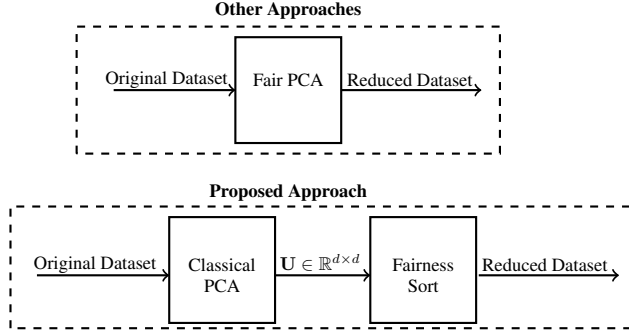 Other Approaches
Original Dataset
Fair PCA
Reduced Dataset
Proposed Approach
Original Dataset
Classical
PCA
U ∈ ℝ^{d×d}
Fairness
Sort
Reduced Dataset